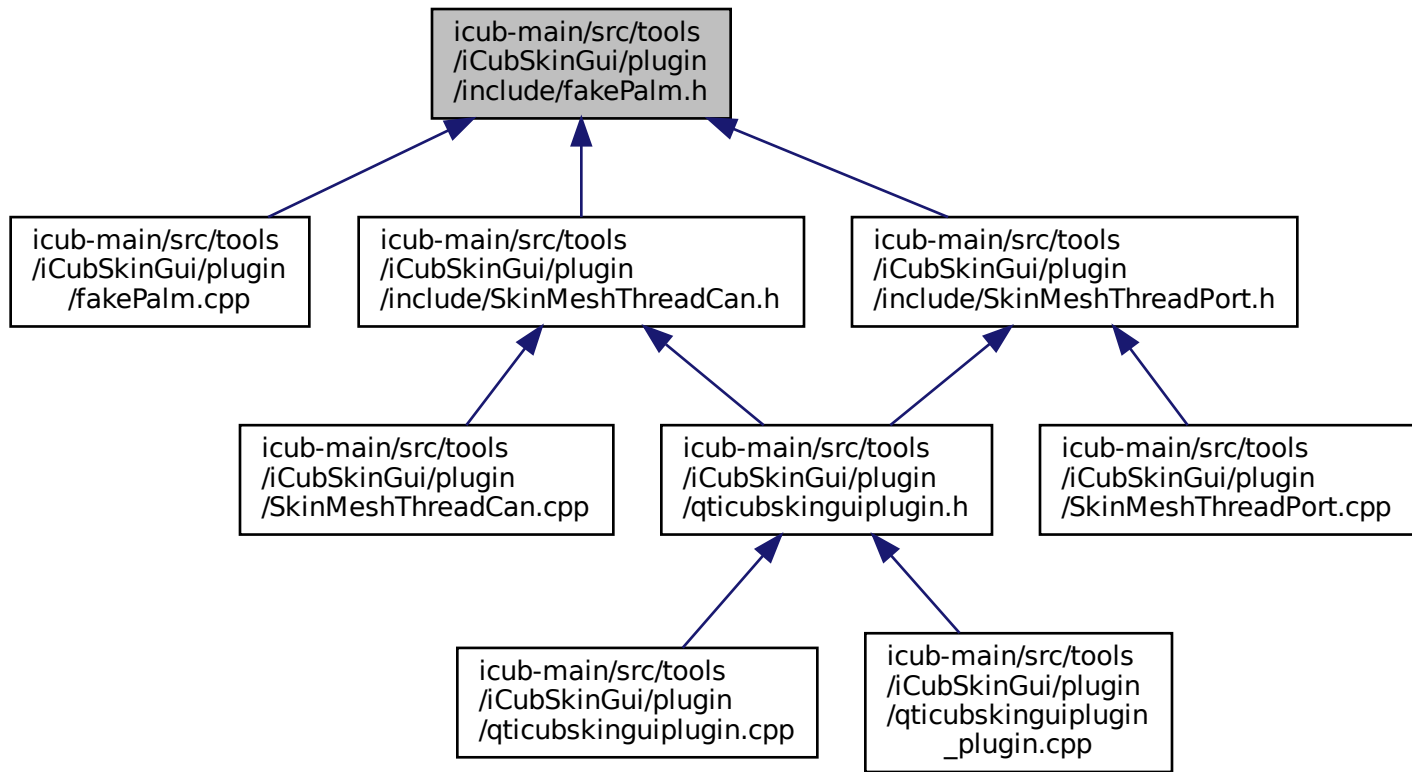 icub-main/src/tools
/iCubSkinGui/plugin
/include/fakePalm.h
icub-main/src/tools
/iCubSkinGui/plugin
/fakePalm.cpp
icub-main/src/tools
/iCubSkinGui/plugin
/include/SkinMeshThreadCan.h
icub-main/src/tools
/iCubSkinGui/plugin
/include/SkinMeshThreadPort.h
icub-main/src/tools
/iCubSkinGui/plugin
/SkinMeshThreadCan.cpp
icub-main/src/tools
/iCubSkinGui/plugin
/qticubskinguiplugin.h
icub-main/src/tools
/iCubSkinGui/plugin
/SkinMeshThreadPort.cpp
icub-main/src/tools
/iCubSkinGui/plugin
/qticubskinguiplugin.cpp
icub-main/src/tools
/iCubSkinGui/plugin
/qticubskinguiplugin
_plugin.cpp